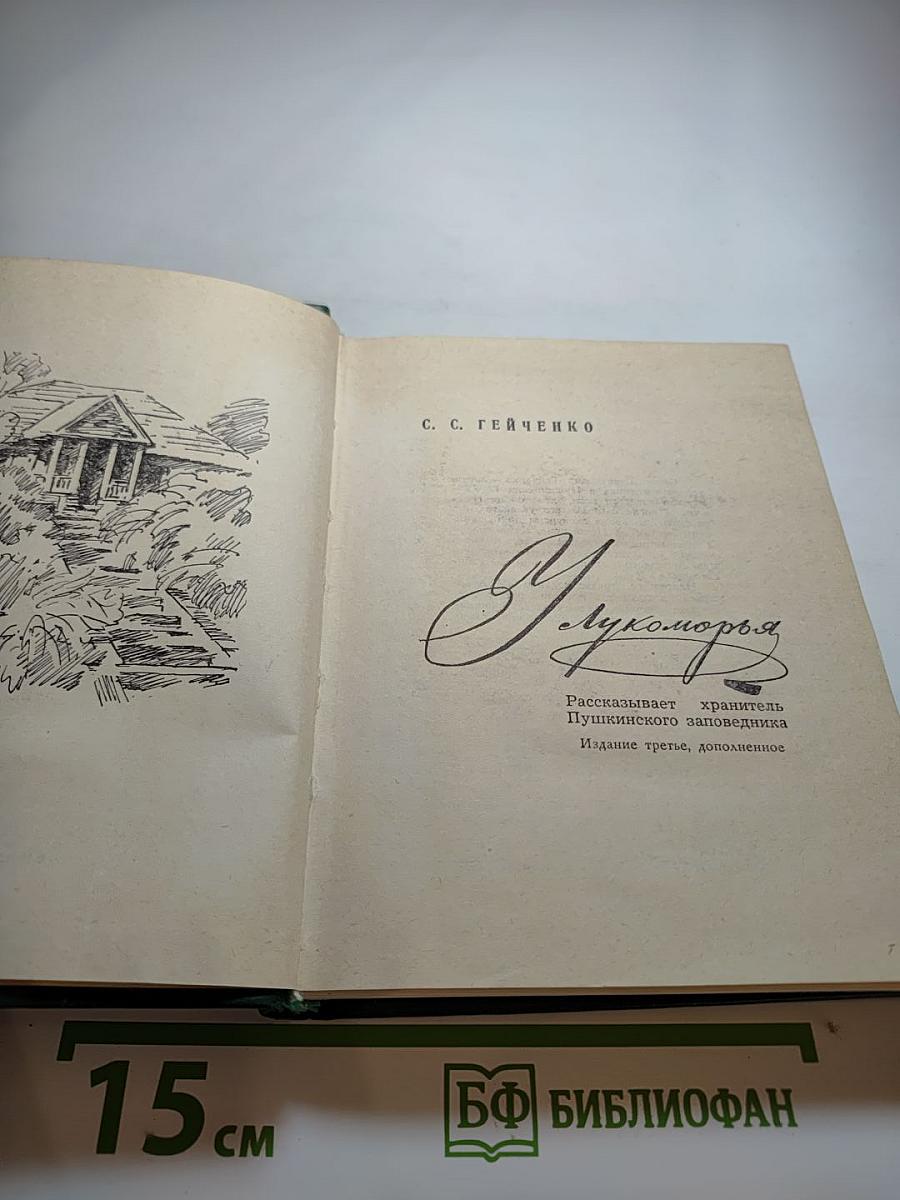 С. С. ГЕЙЧЕНКО
У Лукоморья
Рассказывает хранитель
Пушкинского заповедника
Издание третье, дополненное
15 см
БФ БИБЛИОФАН